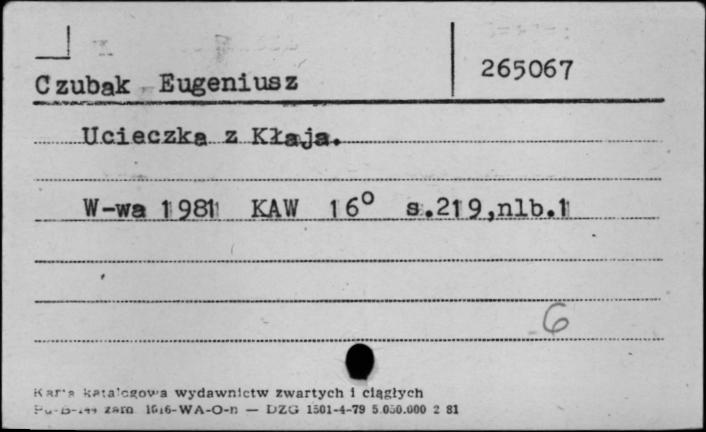 265067
Czubak Eugeniusz
Ucieczka z Kłaja.
W-wa 1981 KAW 16° s.219,nlb.1
6
Karta katalogowa wydawnictw zwartych i ciągłych
zam. 1616-WA-O-n — DZG 1501-4-79 5.050.000 2 81